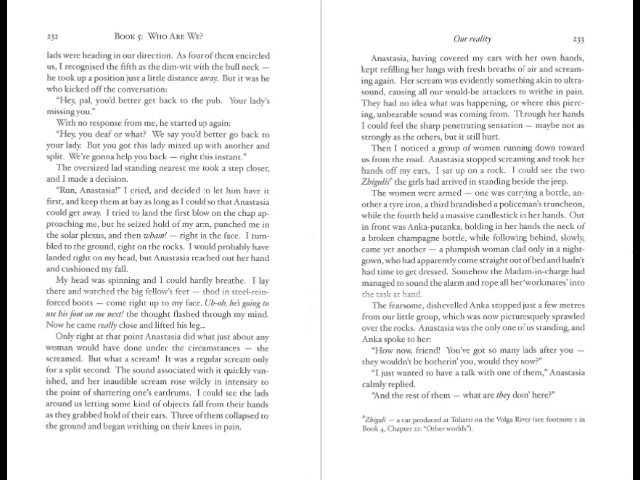 232 BOOK 5: WHO ARE WE?
lads were heading in our direction. As four of them encircled
us, I recognised the fifth as the dim-wit with the bull neck —
he took up a position just a little distance away. But it was he
who kicked off the conversation:
"Hey, pal, you'd better get back to the pub. Your lady's
missing you."
With no response from me, he started up again:
"Hey, you deaf or what? We say you'd better go back to
your lady. But you got this lady mixed up with another and
split. We're gonna help you back — right this instant."
The oversized lad standing nearest me took a step closer,
and I made a decision.
"Run, Anastasia!" I cried, and decided to let him have it
first, and keep them at bay as long as I could so that Anastasia
could get away. I tried to land the first blow on the chap ap-
proaching me, but he seized hold of my arm, punched me in
the solar plexus, and then wham! — right in the face. I tum-
bled to the ground, right on the rocks. I would probably have
landed right on my head, but Anastasia reached out her hand
and cushioned my fall.
My head was spinning and I could hardly breathe. I lay
there and watched the big fellow's feet — shod in steel-rein-
forced boots — come right up to my face. Uh-oh, he's going to
use his foot on me next! the thought flashed through my mind.
Now he came really close and lifted his leg...
Only right at that point Anastasia did what just about any
woman would have done under the circumstances — she
screamed. But what a scream! It was a regular scream only
for a split second. The sound associated with it quickly van-
ished, and her inaudible scream rose wildly in intensity to
the point of shattering one's eardrums. I could see the lads
around us letting some kind of objects fall from their hands
as they grabbed hold of their ears. Three of them collapsed to
the ground and began writhing on their knees in pain.
Our reality 233
Anastasia, having covered my ears with her own hands,
kept refilling her lungs with fresh breaths of air and scream-
ing again. Her scream was evidently something akin to ultra-
sound, causing all our would-be attackers to writhe in pain.
They had no idea what was happening, or where this pierc-
ing, unbearable sound was coming from. Through her hands
I could feel the sharp penetrating sensation — maybe not as
strongly as the others, but it still hurt.
Then I noticed a group of women running down toward
us from the road. Anastasia stopped screaming and took her
hands off my ears, I sat up on a rock. I could see the two
Zhigulis⁶ the girls had arrived in standing beside the jeep.
The women were armed — one was carrying a bottle, an-
other a tyre iron, a third brandished a policeman's truncheon,
while the fourth held a massive candlestick in her hands. Out
in front was Anka-putanka, holding in her hands the neck of
a broken champagne bottle, while following behind, slowly,
came yet another — a plumpish woman clad only in a night-
gown, who had apparently come straight out of bed and hadn't
had time to get dressed. Somehow the Madam-in-charge had
managed to sound the alarm and rope all her 'workmates' into
the task at hand.
The fearsome, dishevelled Anka stopped just a few metres
from our little group, which was now picturesquely sprawled
over the rocks. Anastasia was the only one of us standing, and
Anka spoke to her:
"How now, friend! You've got so many lads after you —
they wouldn't be botherin' you, would they now?"
"I just wanted to have a talk with one of them," Anastasia
calmly replied.
"And the rest of them — what are they doin' here?"
⁶Zhiguli — a car produced at Toliatti on the Volga River (see footnote 1 in
Book 4, Chapter 22: "Other worlds").